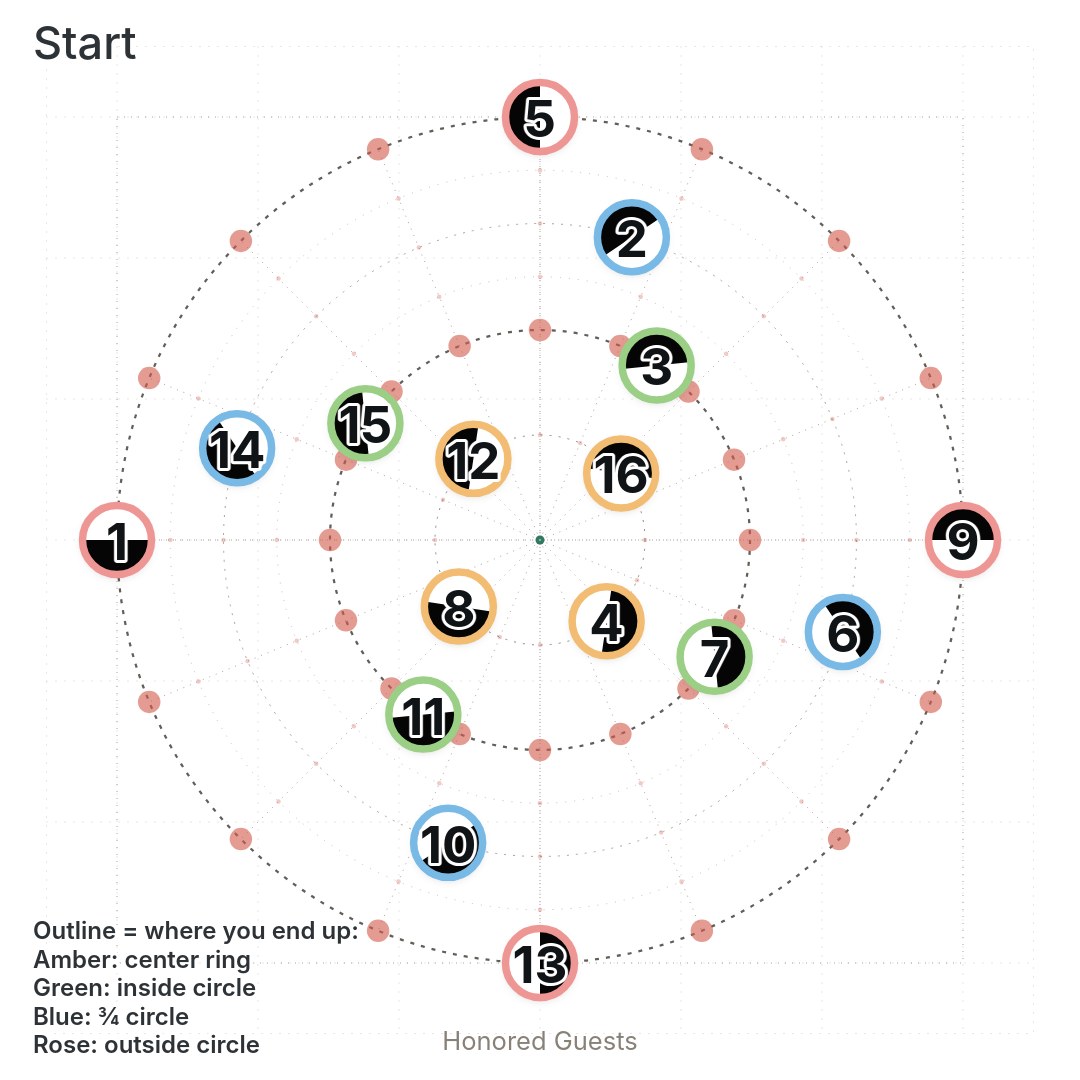 Start
5
2
3
15
14
12
16
1
9
8
4
6
7
11
10
13
Outline = where you end up:
Amber: center ring
Green: inside circle
Blue: ¾ circle
Rose: outside circle
Honored Guests